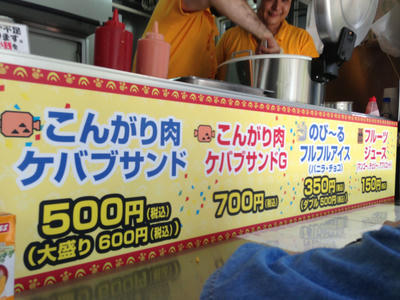 こんがり肉
ケバブサンド
500円(税込)
(大盛り 600円(税込))
こんがり肉
ケバブサンドG
700円(税込)
のび〜る
フルフルアイス
(バニラ・チョコ)
350円(税込)
(ダブル 500円(税込))
フルーツ
ジュース
150円(税込)